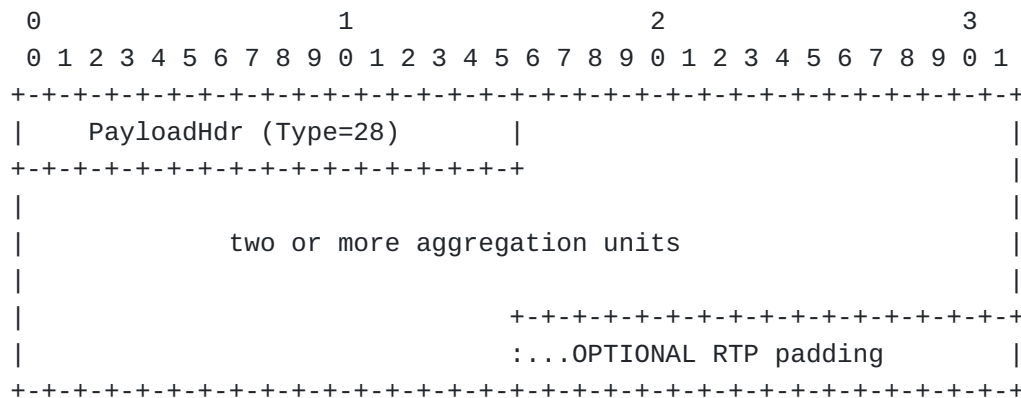 0                   1                   2                   3
 0 1 2 3 4 5 6 7 8 9 0 1 2 3 4 5 6 7 8 9 0 1 2 3 4 5 6 7 8 9 0 1
+-+-+-+-+-+-+-+-+-+-+-+-+-+-+-+-+-+-+-+-+-+-+-+-+-+-+-+-+-+-+-+-+
|    PayloadHdr (Type=28)       |                               |
+-+-+-+-+-+-+-+-+-+-+-+-+-+-+-+-+                               |
|                                                               |
|             two or more aggregation units                     |
|                                                               |
|                               +-+-+-+-+-+-+-+-+-+-+-+-+-+-+-+-+
|                               :...OPTIONAL RTP padding        |
+-+-+-+-+-+-+-+-+-+-+-+-+-+-+-+-+-+-+-+-+-+-+-+-+-+-+-+-+-+-+-+-+